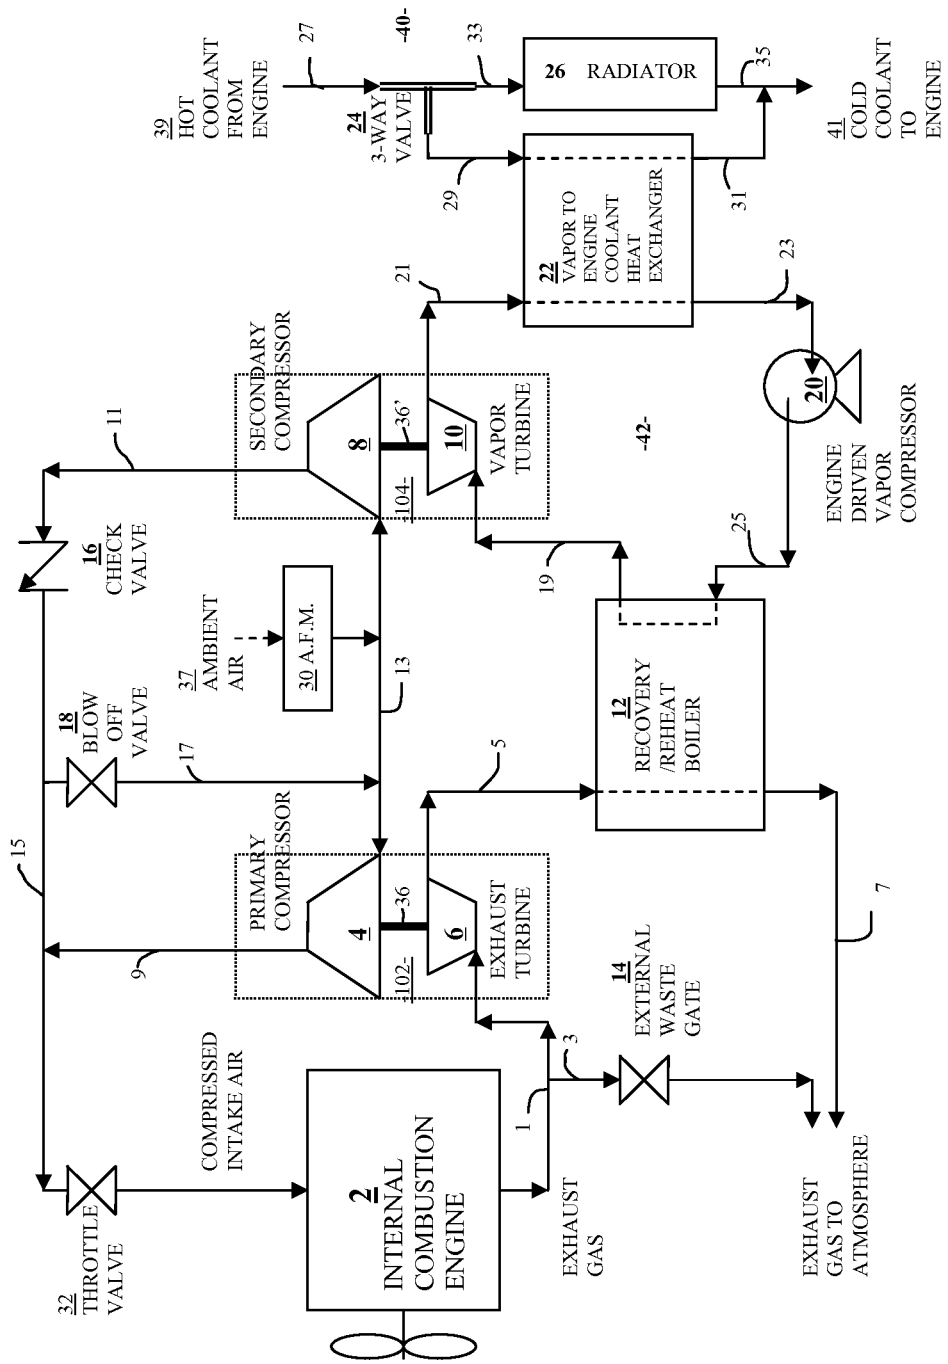 39
HOT
COOLANT
FROM
ENGINE
27
-40-
24
3-WAY
VALVE
33
26 RADIATOR
35
41
COLD
COOLANT
TO
ENGINE
29
22
VAPOR TO
ENGINE
COOLANT
HEAT
EXCHANGER
31
21
23
11
SECONDARY
COMPRESSOR
8
36’
10
-104-
VAPOR
TURBINE
-42-
20
ENGINE
DRIVEN
VAPOR
COMPRESSOR
16
CHECK
VALVE
19
25
37
AMBIENT
AIR
30 A.F.M.
13
18
BLOW
OFF
VALVE
17
5
12
RECOVERY
/REHEAT
BOILER
15
PRIMARY
COMPRESSOR
9
4
36
6
-102-
EXHAUST
TURBINE
7
14
EXTERNAL
WASTE
GATE
3
1
COMPRESSED
INTAKE AIR
32
THROTTLE
VALVE
2
INTERNAL
COMBUSTION
ENGINE
EXHAUST
GAS
EXHAUST
GAS TO
ATMOSPHERE